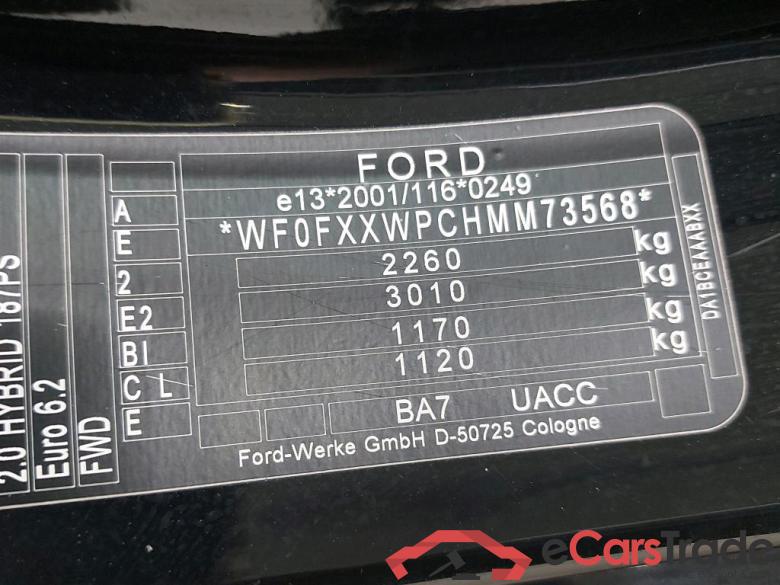 FORD
e13*2001/116*0249
*WF0FXXWPCHMM73568*
2260 kg
3010 kg
1170 kg
1120 kg
BA7 UACC
Ford-Werke GmbH D-50725 Cologne
A
E
2
E2
BI
C L
E
2.0 HYBRID 187PS
Euro 6.2
FWD
DA1BCEAAABXX
eCarsTrade